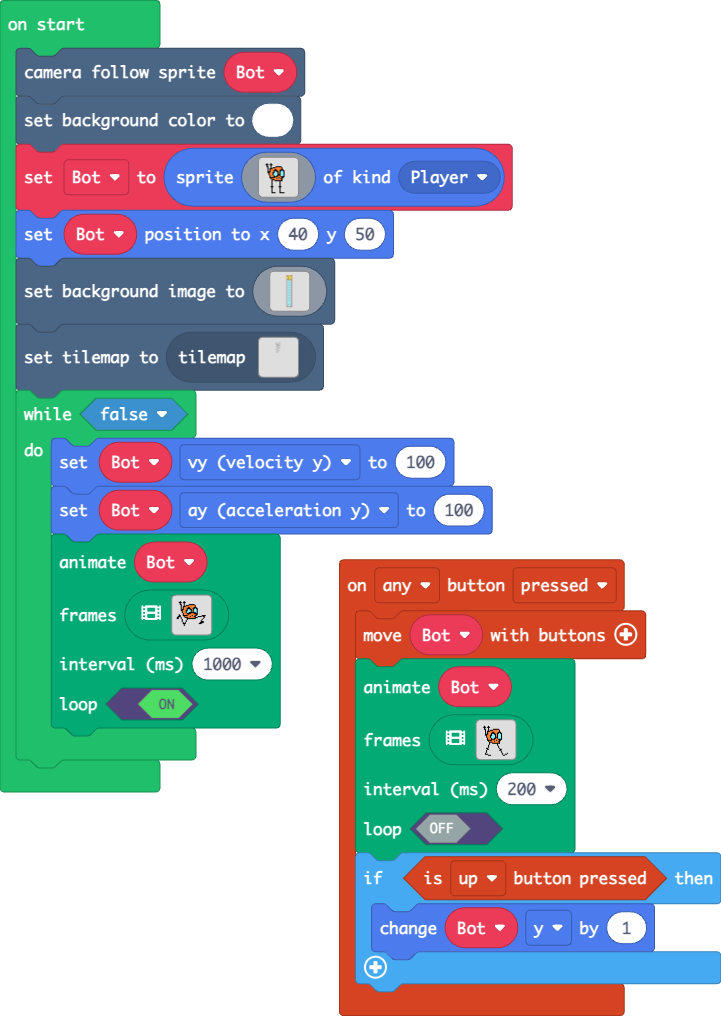 on start
camera follow sprite Bot
set background color to
set Bot to sprite of kind Player
set Bot position to x 40 y 50
set background image to
set tilemap to tilemap
while false
do
set Bot vy (velocity y) to 100
set Bot ay (acceleration y) to 100
animate Bot
frames
interval (ms) 1000
loop ON
on any button pressed
move Bot with buttons
animate Bot
frames
interval (ms) 200
loop OFF
if is up button pressed then
change Bot y by 1